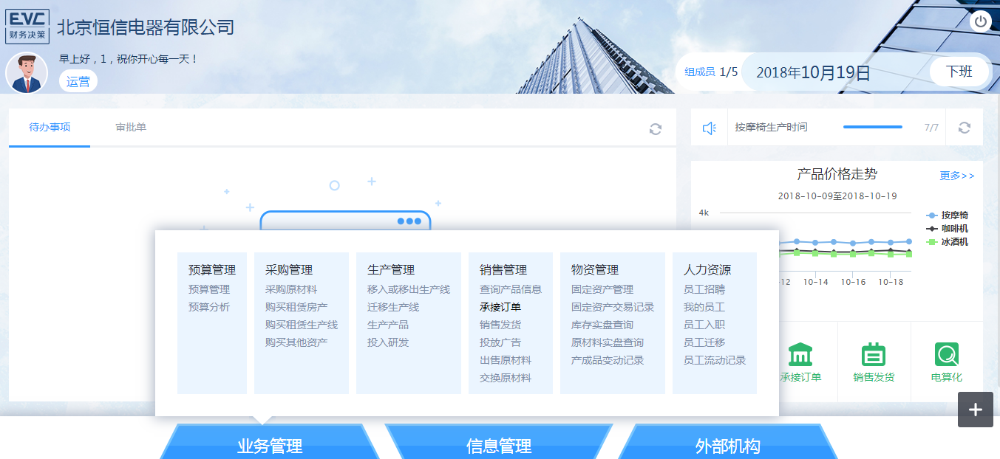 EVC
财务决策
北京恒信电器有限公司
早上好，1，祝你开心每一天！
运营
组成员 1/5
2018年10月19日
下班
待办事项
审批单
按摩椅生产时间
7/7
产品价格走势
更多>>
2018-10-09至2018-10-19
4k
按摩椅
咖啡机
冰酒机
12
10-14
10-16
10-18
预算管理
预算管理
预算分析
采购管理
采购原材料
购买租赁房产
购买租赁生产线
购买其他资产
生产管理
移入或移出生产线
迁移生产线
生产产品
投入研发
销售管理
查询产品信息
承接订单
销售发货
投放广告
出售原材料
交换原材料
物资管理
固定资产管理
固定资产交易记录
库存实盘查询
原材料实盘查询
产成品变动记录
人力资源
员工招聘
我的员工
员工入职
员工迁移
员工流动记录
承接订单
销售发货
电算化
业务管理
信息管理
外部机构